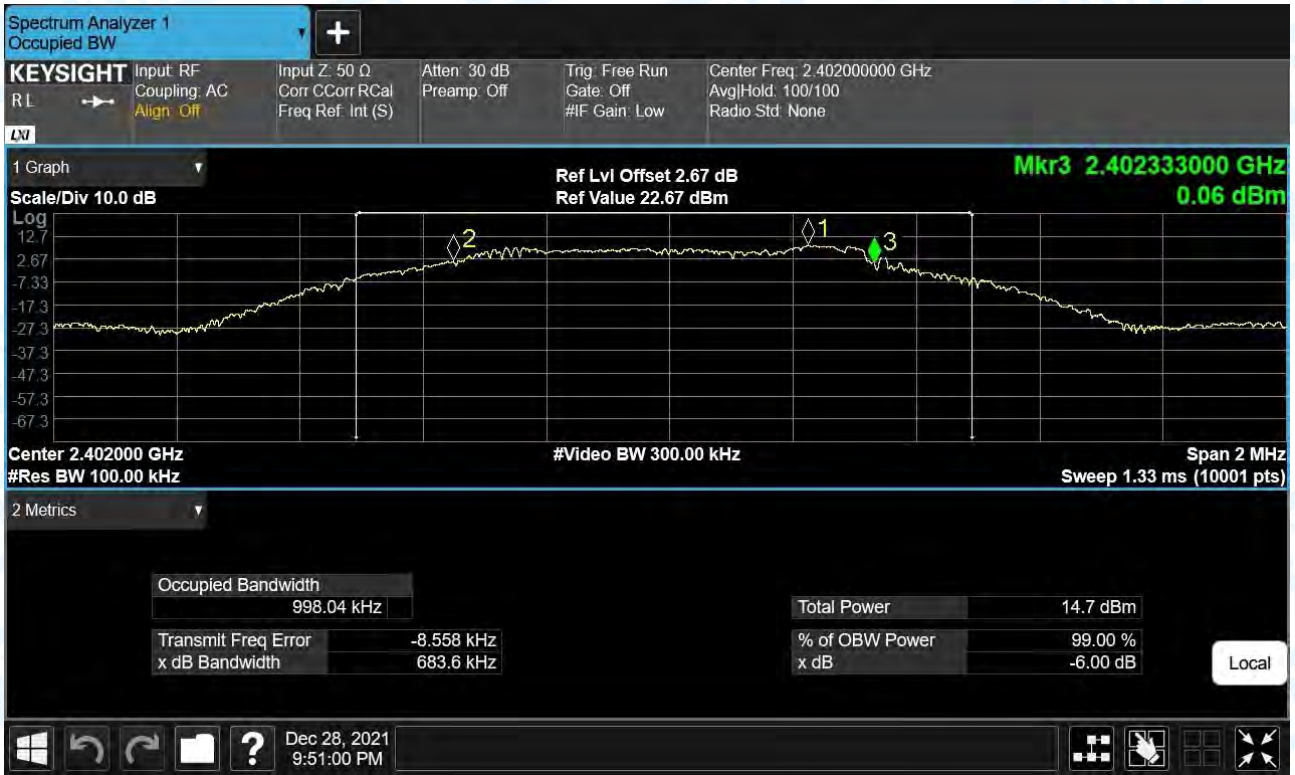 Spectrum Analyzer 1
Occupied BW
+
KEYSIGHT
R L
LXI
Input: RF
Coupling: AC
Align: Off
Input Z: 50 Ω
Corr CCorr RCal
Freq Ref: Int (S)
Atten: 30 dB
Preamp: Off
Trig: Free Run
Gate: Off
#IF Gain: Low
Center Freq: 2.402000000 GHz
Avg|Hold: 100/100
Radio Std: None
1 Graph
Scale/Div 10.0 dB
Ref Lvl Offset 2.67 dB
Ref Value 22.67 dBm
Mkr3 2.402333000 GHz
0.06 dBm
Log
12.7
2.67
-7.33
-17.3
-27.3
-37.3
-47.3
-57.3
-67.3
2
1
3
Center 2.402000 GHz
#Res BW 100.00 kHz
#Video BW 300.00 kHz
Span 2 MHz
Sweep 1.33 ms (10001 pts)
2 Metrics
Occupied Bandwidth
998.04 kHz
Transmit Freq Error -8.558 kHz
x dB Bandwidth 683.6 kHz
Total Power 14.7 dBm
% of OBW Power 99.00 %
x dB -6.00 dB
Local
?
Dec 28, 2021
9:51:00 PM